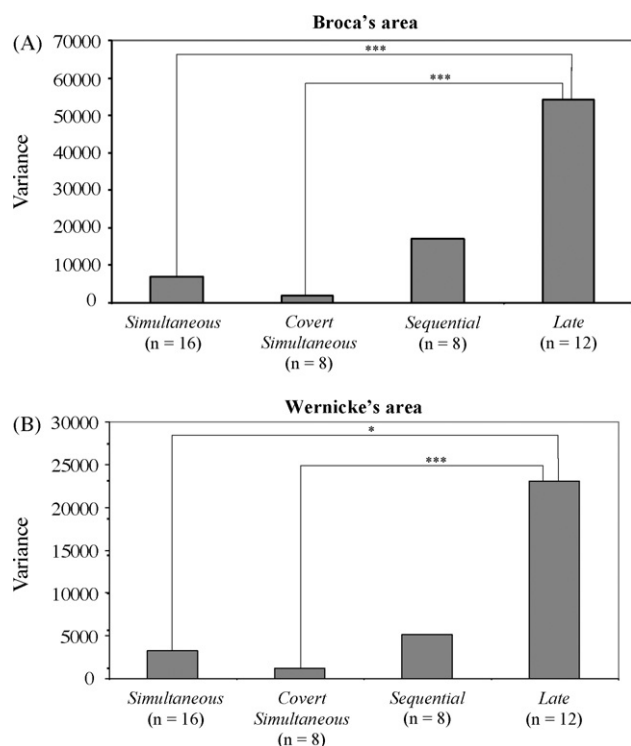 Broca's area
(A)
70000
60000
50000
40000
30000
20000
10000
0
Variance
***
***
Simultaneous
(n = 16)
Covert
Simultaneous
(n = 8)
Sequential
(n = 8)
Late
(n = 12)
Wernicke's area
(B)
30000
25000
20000
15000
10000
5000
0
Variance
*
***
Simultaneous
(n = 16)
Covert
Simultaneous
(n = 8)
Sequential
(n = 8)
Late
(n = 12)